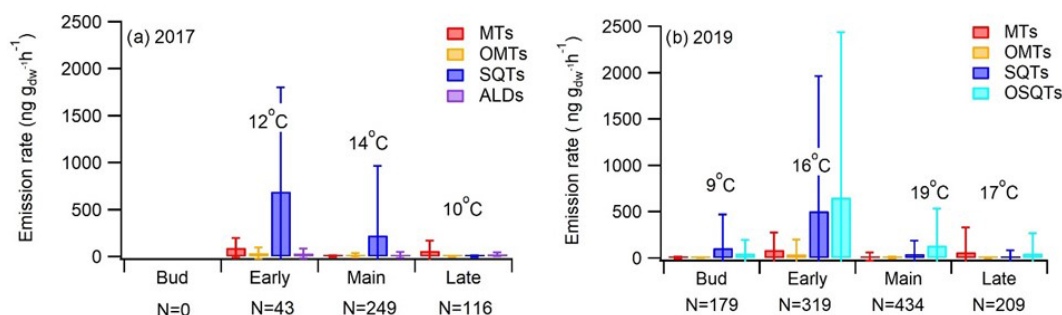 (a) 2017
MTs
OMTs
SQTs
ALDs
Emission rate (ng g_dw⁻¹h⁻¹)
2500
2000
1500
1000
500
0
12°C
14°C
10°C
Bud
Early
Main
Late
N=0
N=43
N=249
N=116
(b) 2019
MTs
OMTs
SQTs
OSQTs
Emission rate ( ng g_dw⁻¹h⁻¹)
2500
2000
1500
1000
500
0
9°C
16°C
19°C
17°C
Bud
Early
Main
Late
N=179
N=319
N=434
N=209